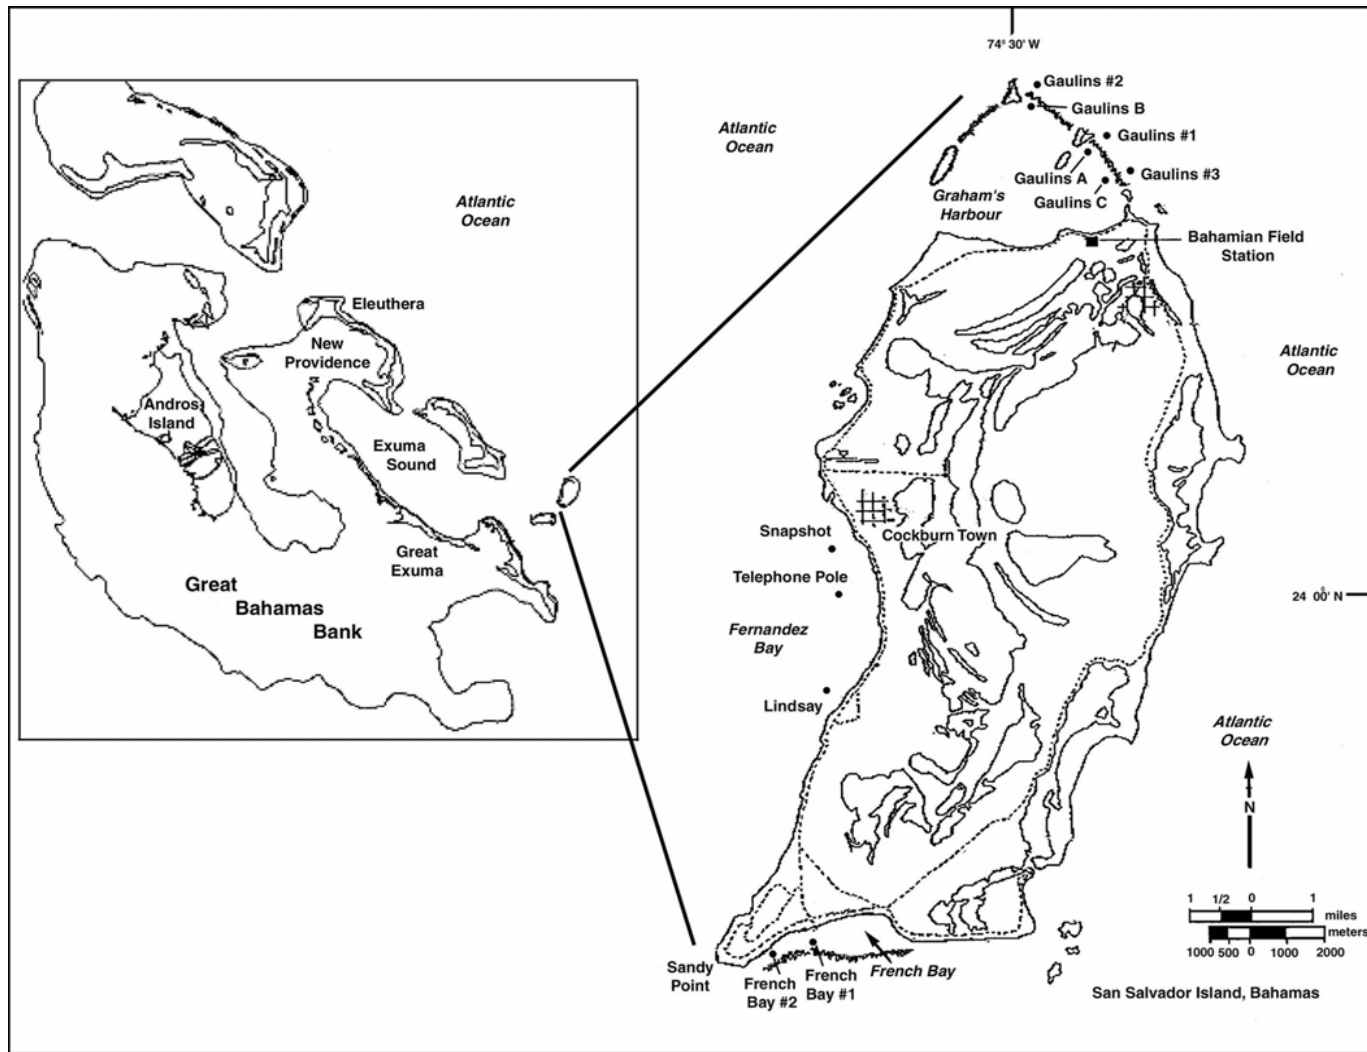 Atlantic
Ocean
Eleuthera
New
Providence
Andros
Island
Exuma
Sound
Great
Exuma
Great
Bahamas
Bank
74° 30' W
Gaulins #2
Gaulins B
Atlantic
Ocean
Gaulins #1
Gaulins A
Gaulins #3
Gaulins C
Graham's
Harbour
Bahamian Field
Station
Atlantic
Ocean
Snapshot
Cockburn Town
Telephone Pole
24° 00' N
Fernandez
Bay
Lindsay
Atlantic
Ocean
N
1 1/2 0 1
miles
meters
1000 500 0 1000 2000
Sandy
Point
French
Bay #2
French
Bay #1
French Bay
San Salvador Island, Bahamas